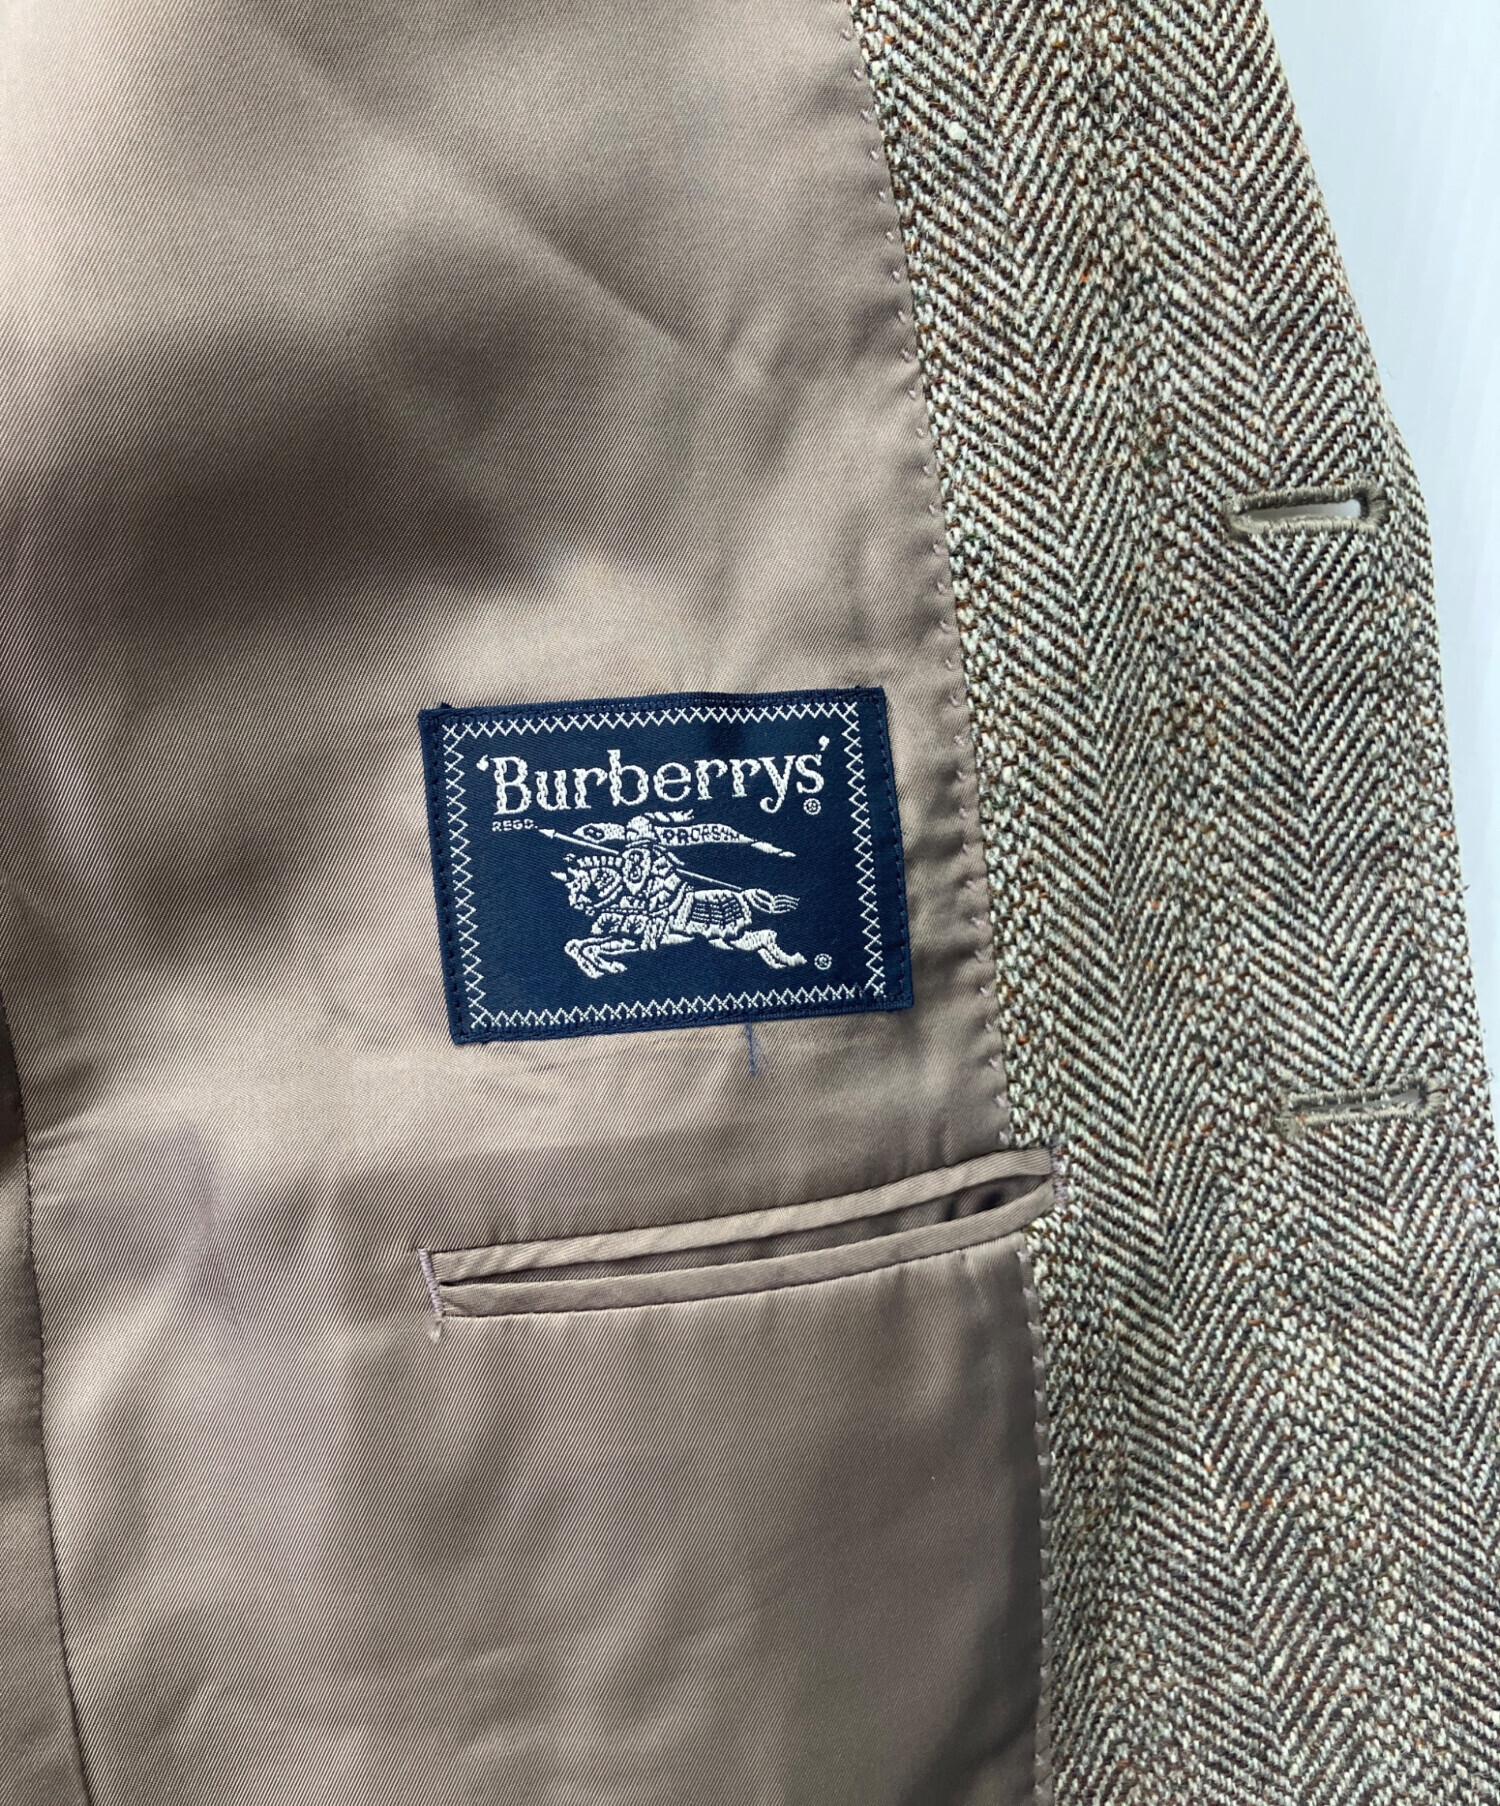 'Burberrys'
®
REGD.
PRORSUM
®